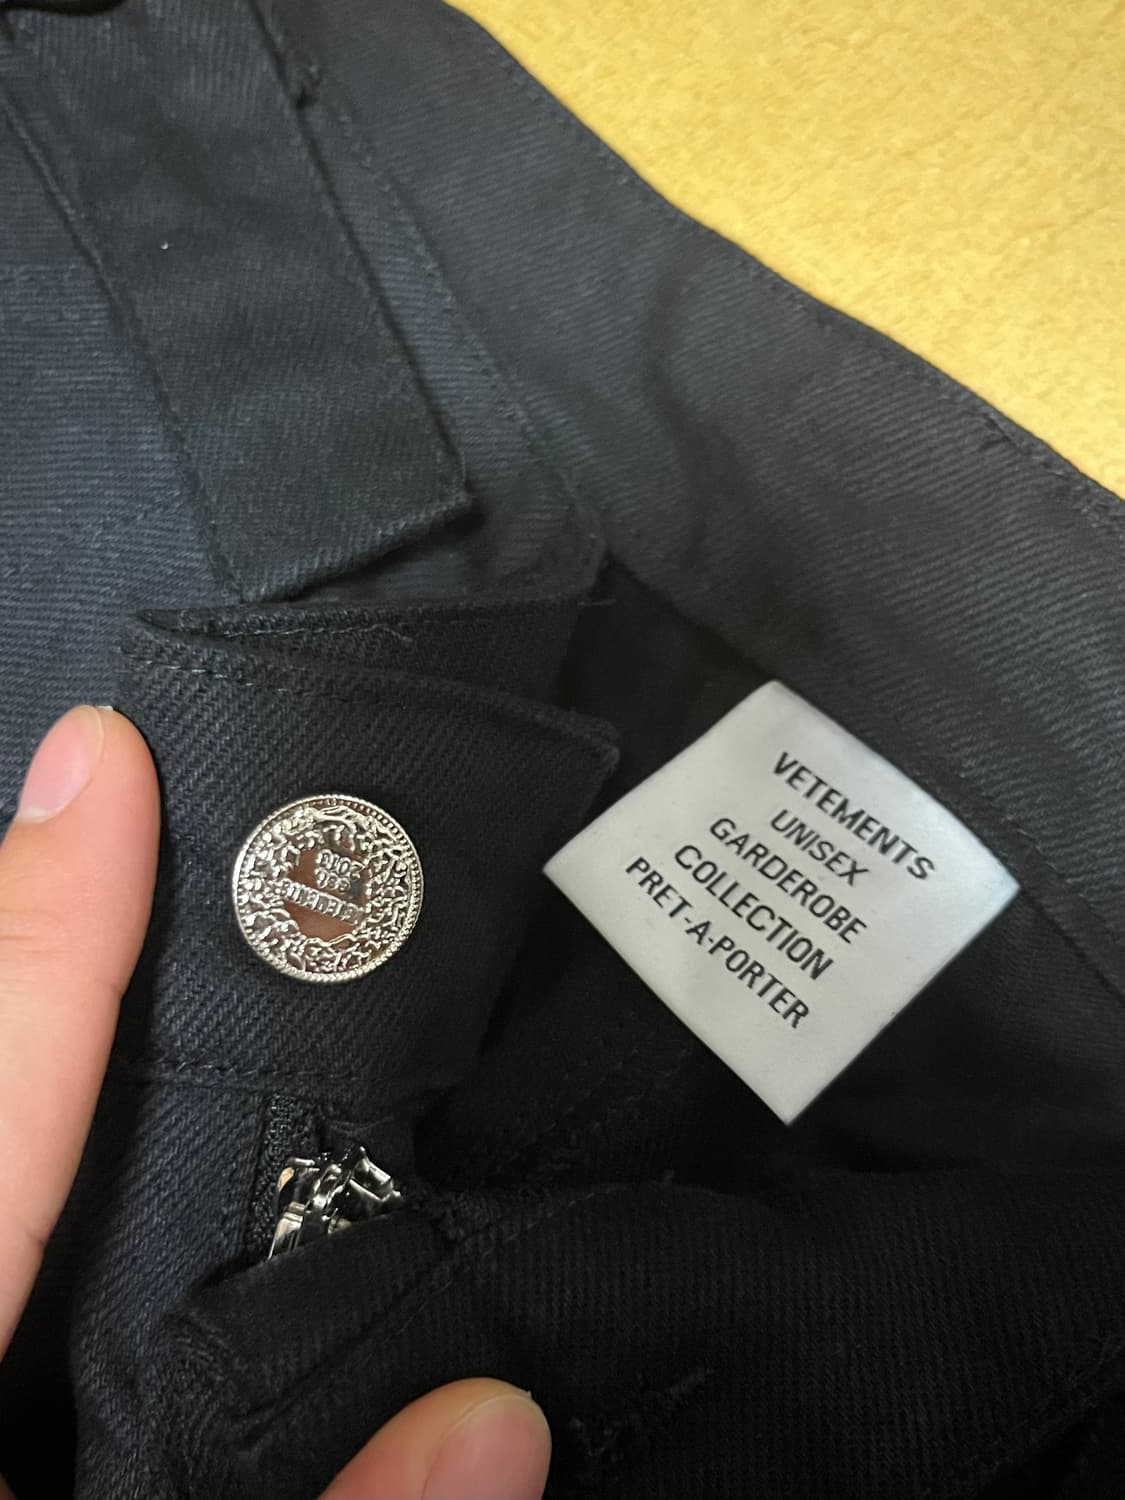 VETEMENTS
UNISEX
GARDEROBE
COLLECTION
PRET-A-PORTER